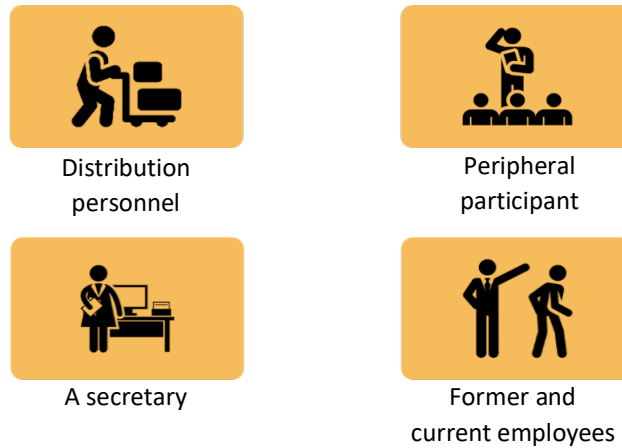 Distribution
personnel
Peripheral
participant
A secretary
Former and
current employees